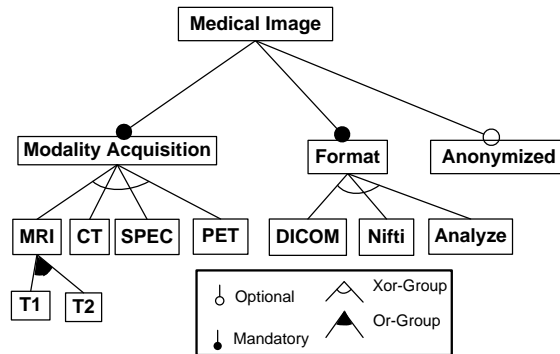 Medical Image
Modality Acquisition
Format
Anonymized
MRI
CT
SPEC
PET
DICOM
Nifti
Analyze
T1
T2
Optional
Xor-Group
Mandatory
Or-Group